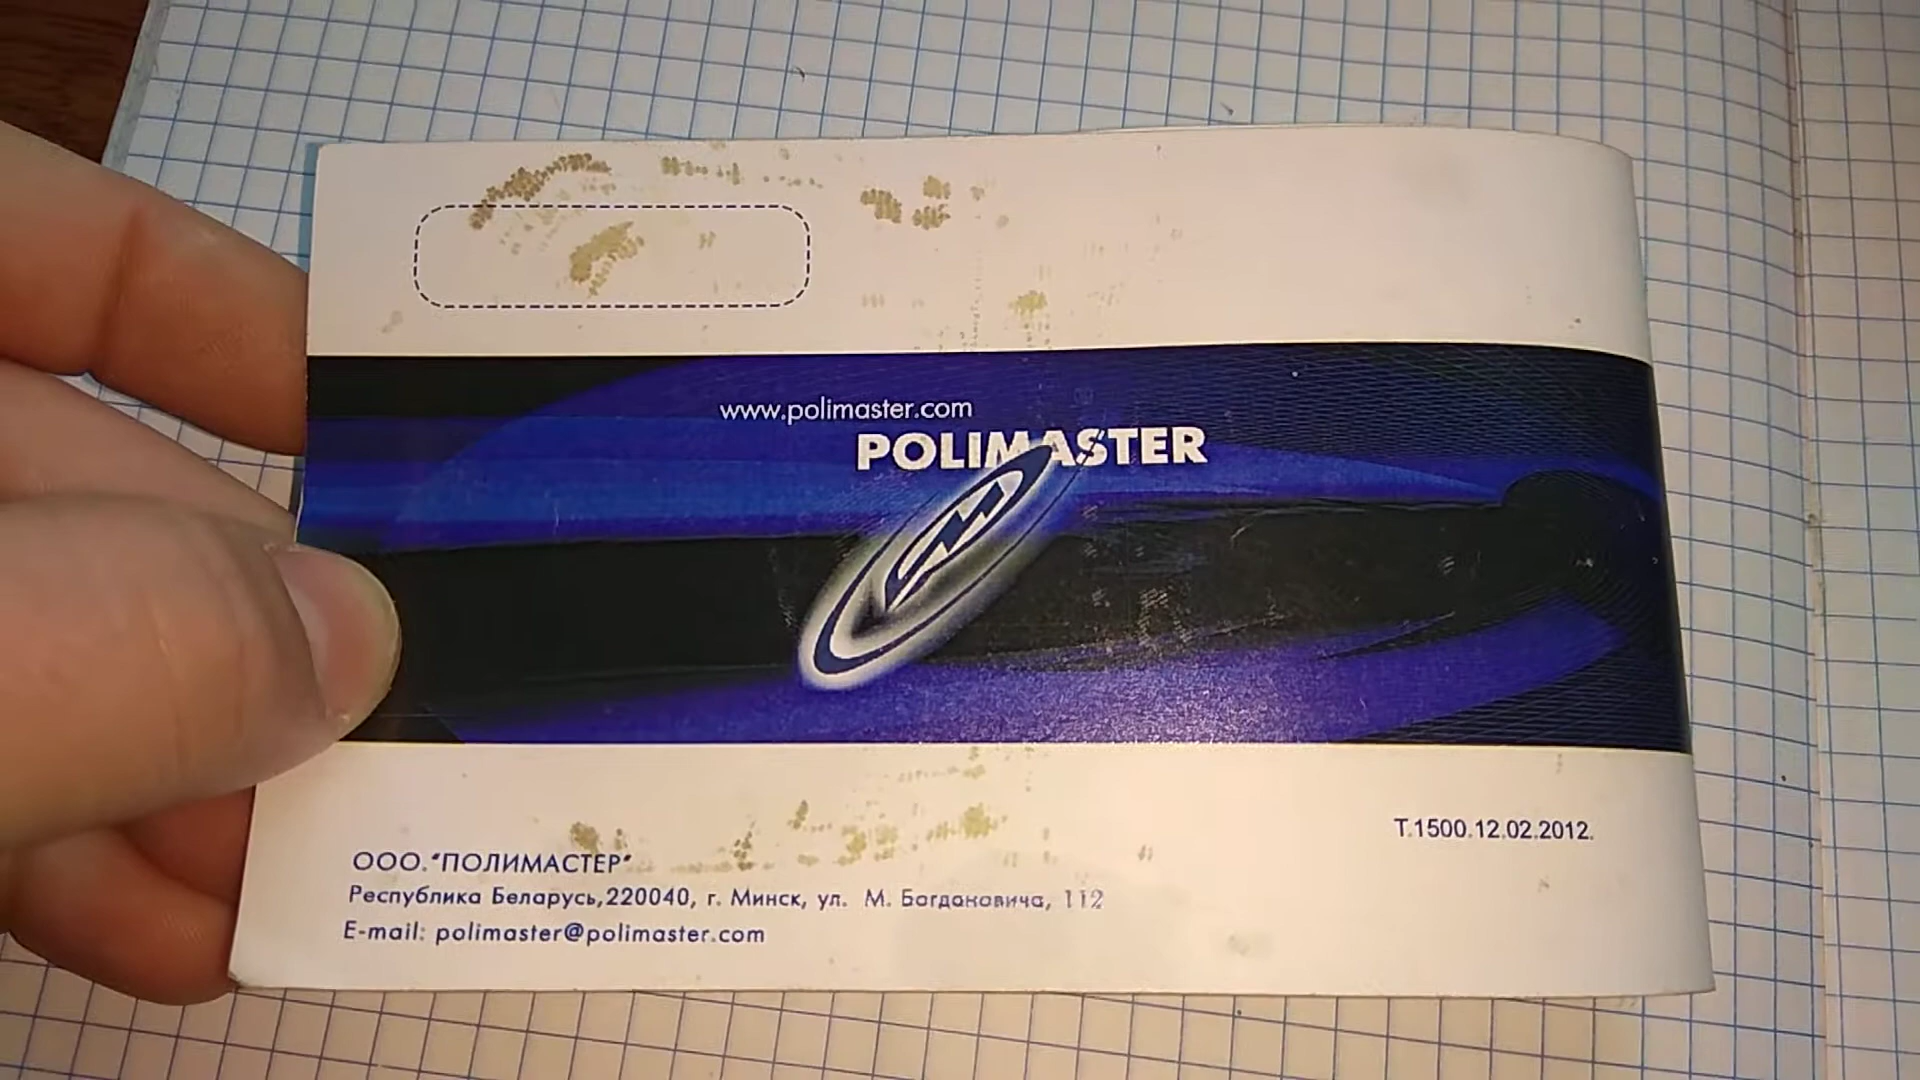 www.polimaster.com
POLIMASTER
T.1500.12.02.2012.
ООО."ПОЛИМАСТЕР"
Республика Беларусь,220040, г. Минск, ул. М. Богдановича, 112
E-mail: polimaster@polimaster.com